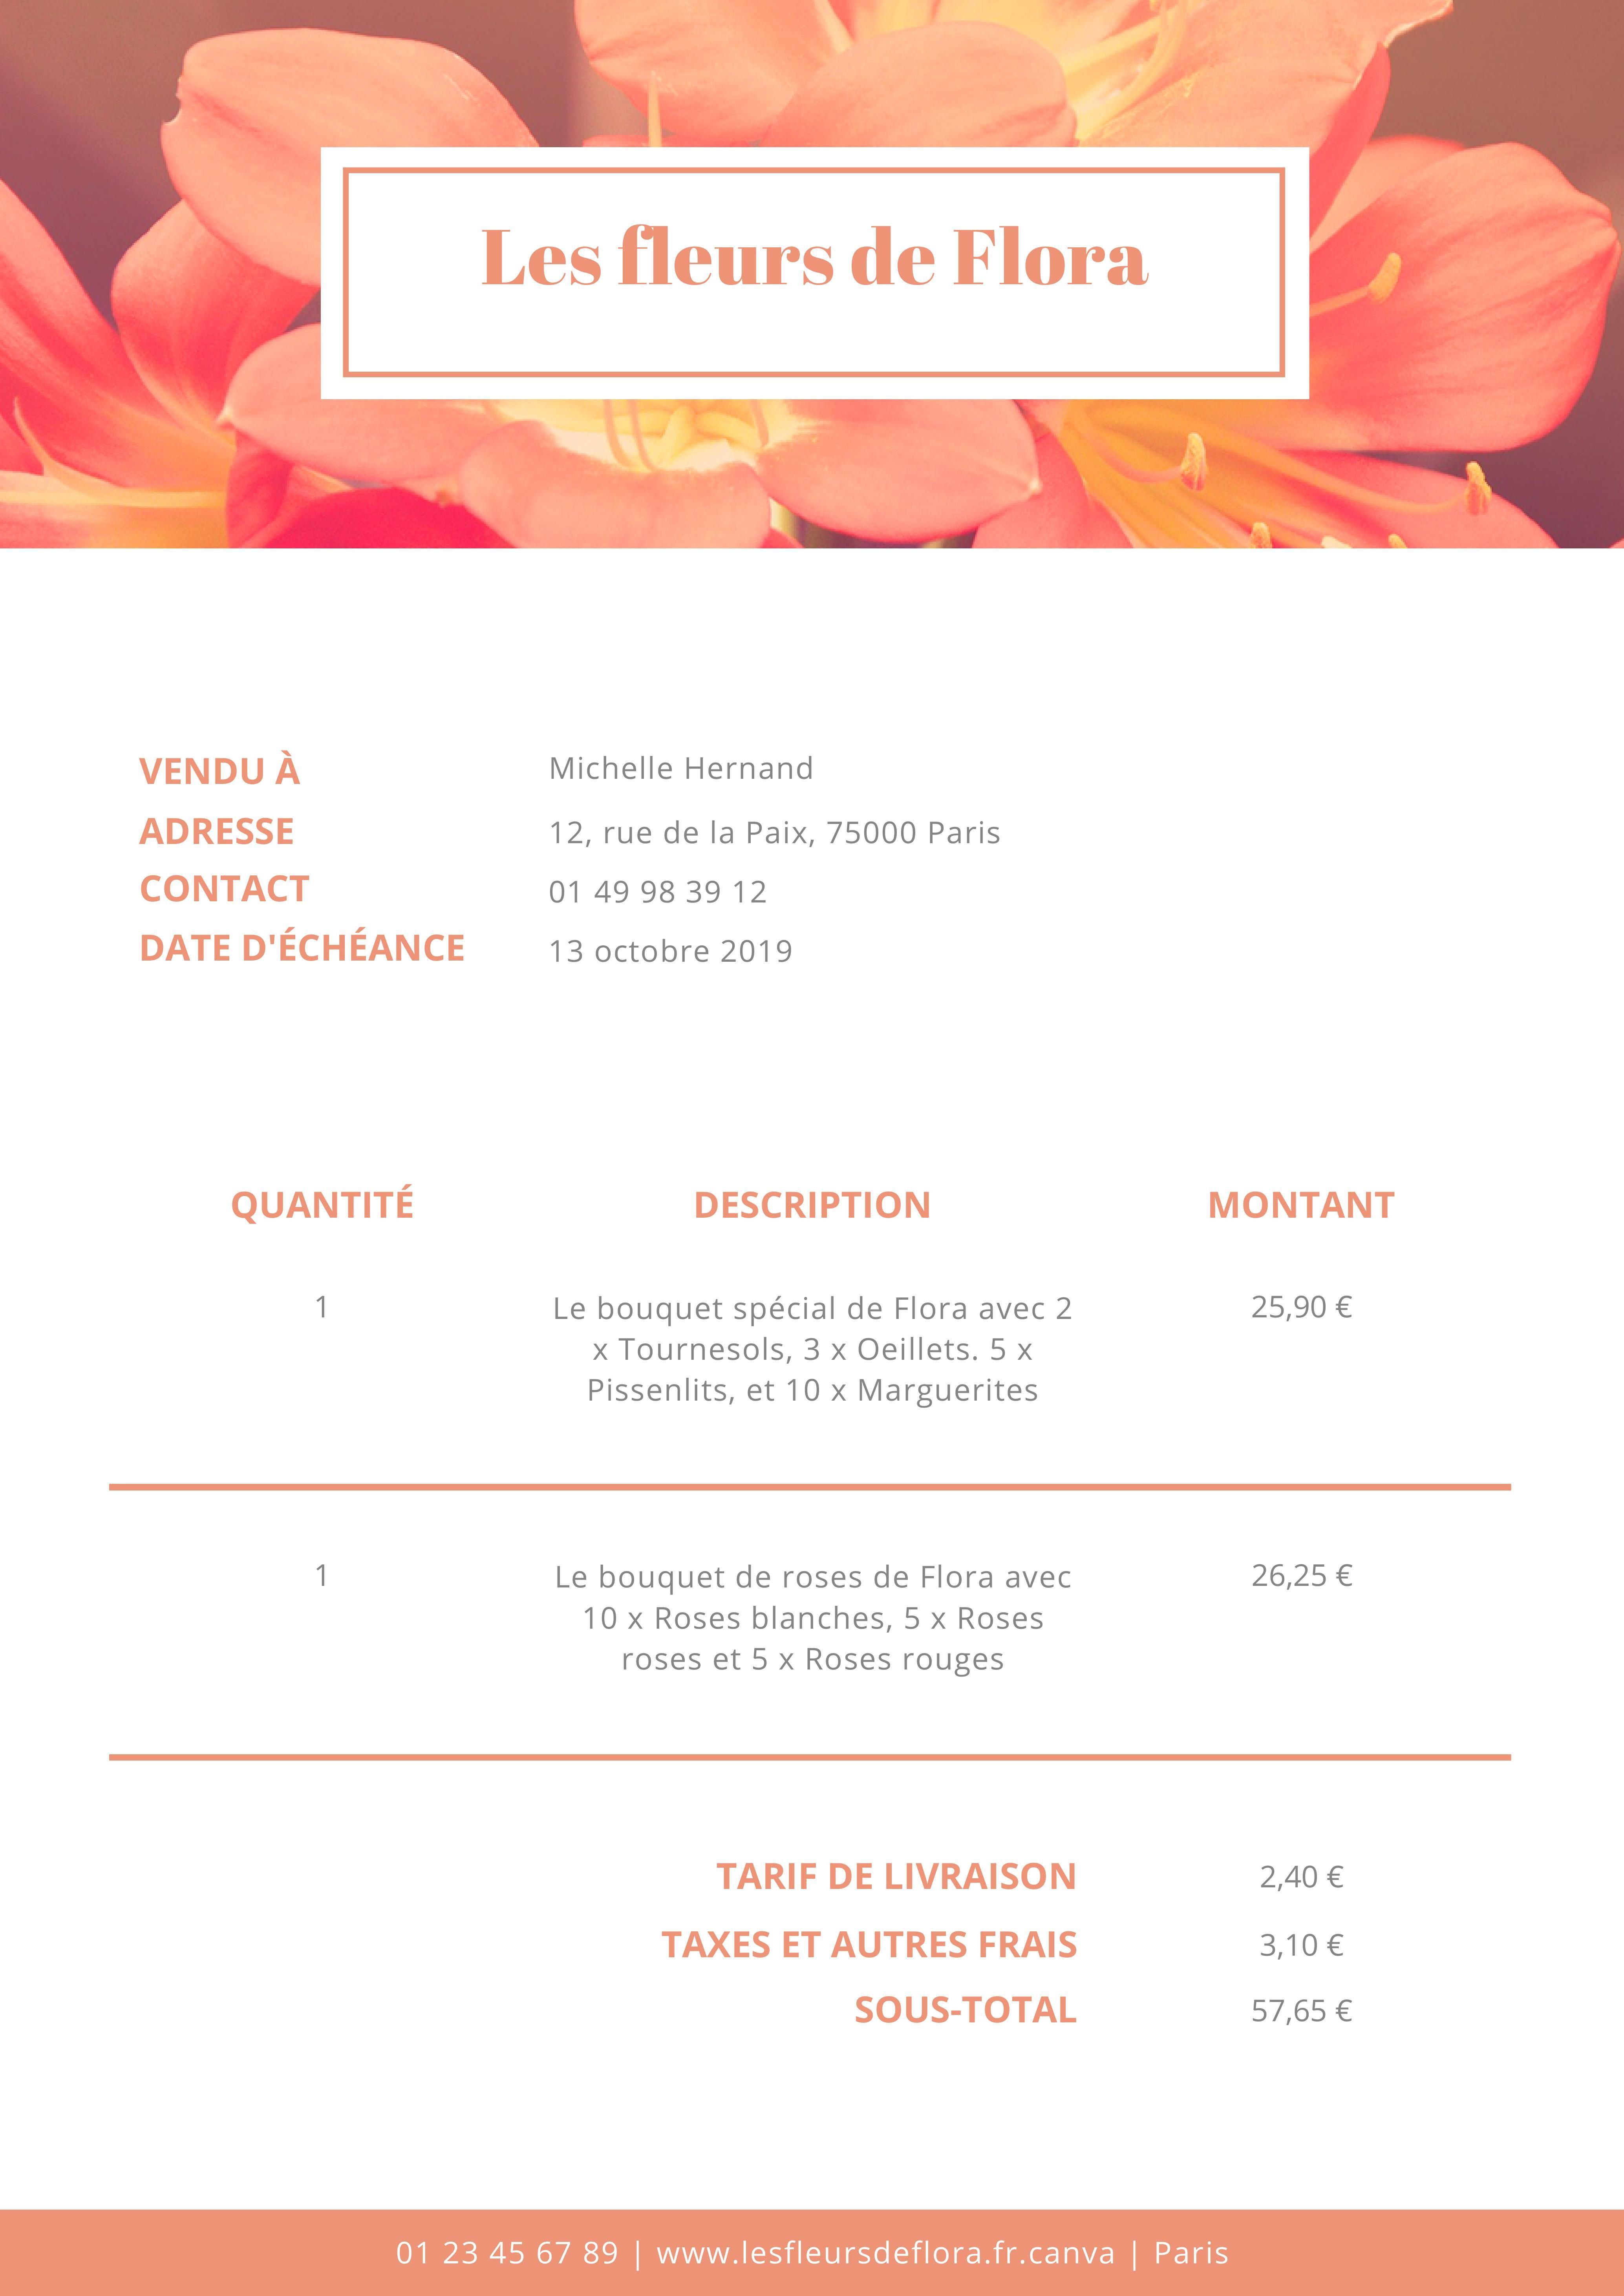 Les fleurs de Flora
VENDU À
Michelle Hernand
ADRESSE
12, rue de la Paix, 75000 Paris
CONTACT
01 49 98 39 12
DATE D'ÉCHÉANCE
13 octobre 2019
QUANTITÉ DESCRIPTION MONTANT
1 Le bouquet spécial de Flora avec 2 25,90 €
x Tournesols, 3 x Oeillets. 5 x
Pissenlits, et 10 x Marguerites
1 Le bouquet de roses de Flora avec 26,25 €
10 x Roses blanches, 5 x Roses
roses et 5 x Roses rouges
TARIF DE LIVRAISON 2,40 €
TAXES ET AUTRES FRAIS 3,10 €
SOUS-TOTAL 57,65 €
01 23 45 67 89 | www.lesfleursdeflora.fr.canva | Paris